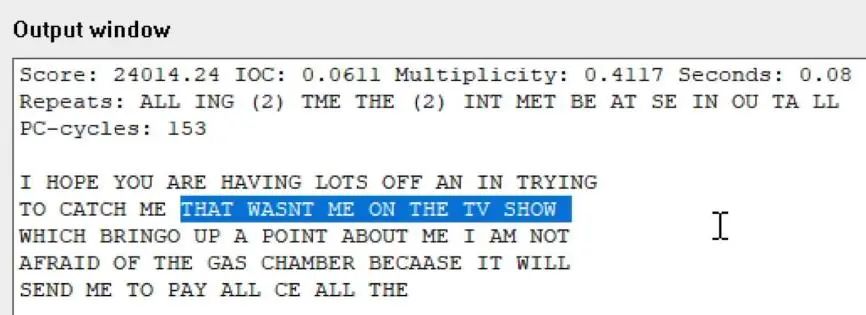 Output window
Score: 24014.24 IOC: 0.0611 Multiplicity: 0.4117 Seconds: 0.08
Repeats: ALL ING (2) TME THE (2) INT MET BE AT SE IN OU TA LL
PC-cycles: 153
I HOPE YOU ARE HAVING LOTS OFF AN IN TRYING
TO CATCH ME THAT WASNT ME ON THE TV SHOW
WHICH BRINGO UP A POINT ABOUT ME I AM NOT
AFRAID OF THE GAS CHAMBER BECAASE IT WILL
SEND ME TO PAY ALL CE ALL THE